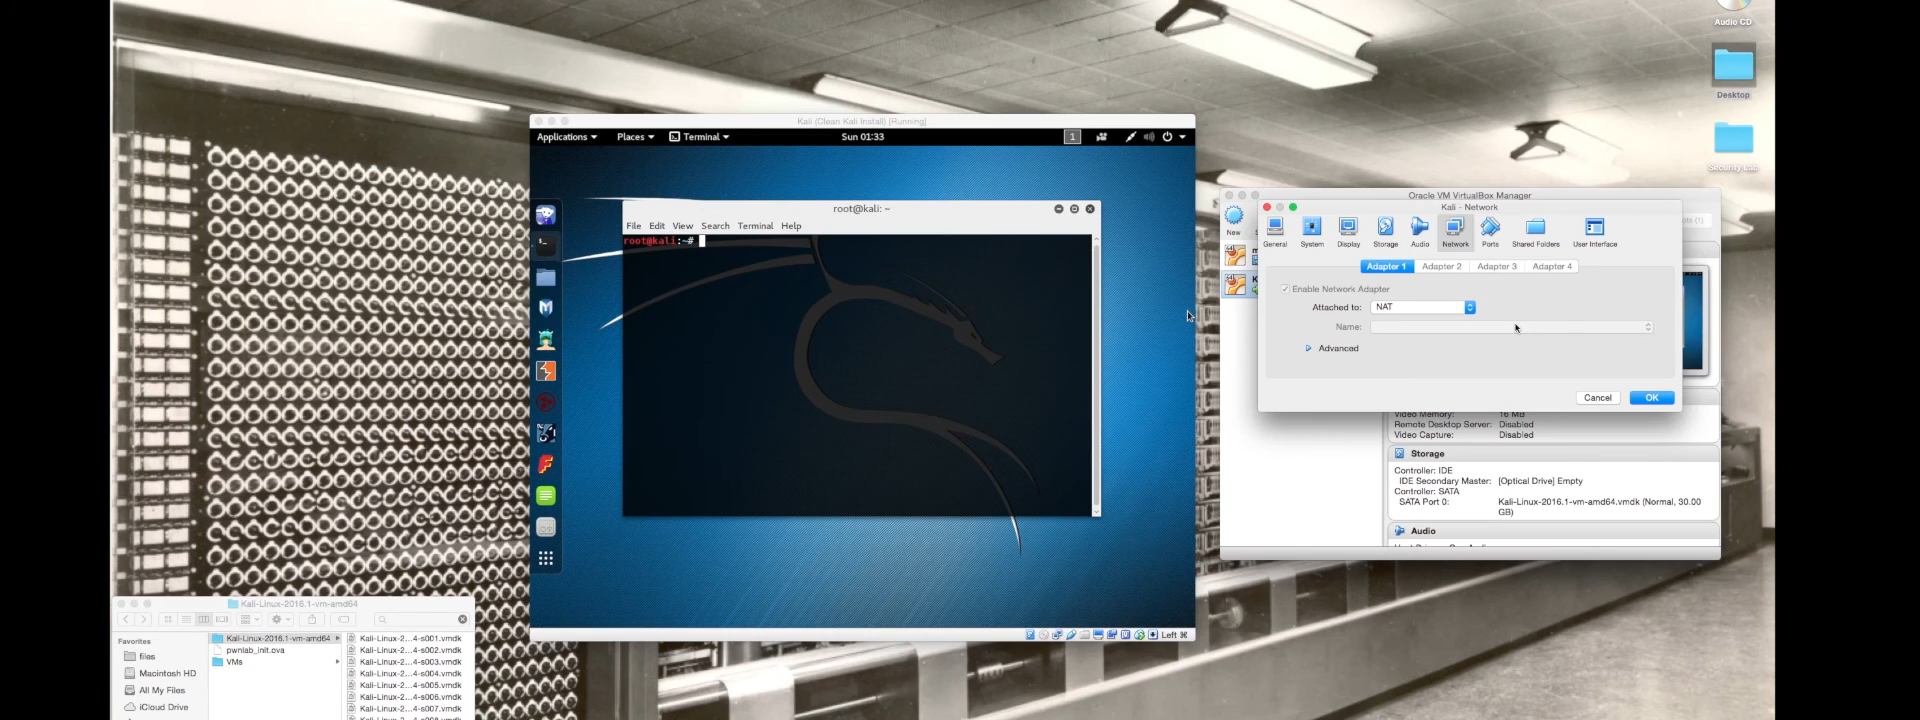 Audio CD
Desktop
Security Lab
Kali (Clean Kali Install) [Running]
Applications Places Terminal Sun 01:33 1
root@kali: ~
File Edit View Search Terminal Help
root@kali:~#
Left ⌘
Oracle VM VirtualBox Manager
Kali - Network
New
General System Display Storage Audio Network Ports Shared Folders User Interface
Adapter 1 Adapter 2 Adapter 3 Adapter 4
Enable Network Adapter
Attached to: NAT
Name:
Advanced
Cancel OK
Video Memory: 16 MB
Remote Desktop Server: Disabled
Video Capture: Disabled
Storage
Controller: IDE
IDE Secondary Master: [Optical Drive] Empty
Controller: SATA
SATA Port 0: Kali-Linux-2016.1-vm-amd64.vmdk (Normal, 30.00
GB)
Audio
Kali-Linux-2016.1-vm-amd64
Favorites
files
Macintosh HD
All My Files
iCloud Drive
Kali-Linux-2016.1-vm-amd64
pwnlab_init.ova
VMs
Kali-Linux-2...4-s001.vmdk
Kali-Linux-2...4-s002.vmdk
Kali-Linux-2...4-s003.vmdk
Kali-Linux-2...4-s004.vmdk
Kali-Linux-2...4-s005.vmdk
Kali-Linux-2...4-s006.vmdk
Kali-Linux-2...4-s007.vmdk